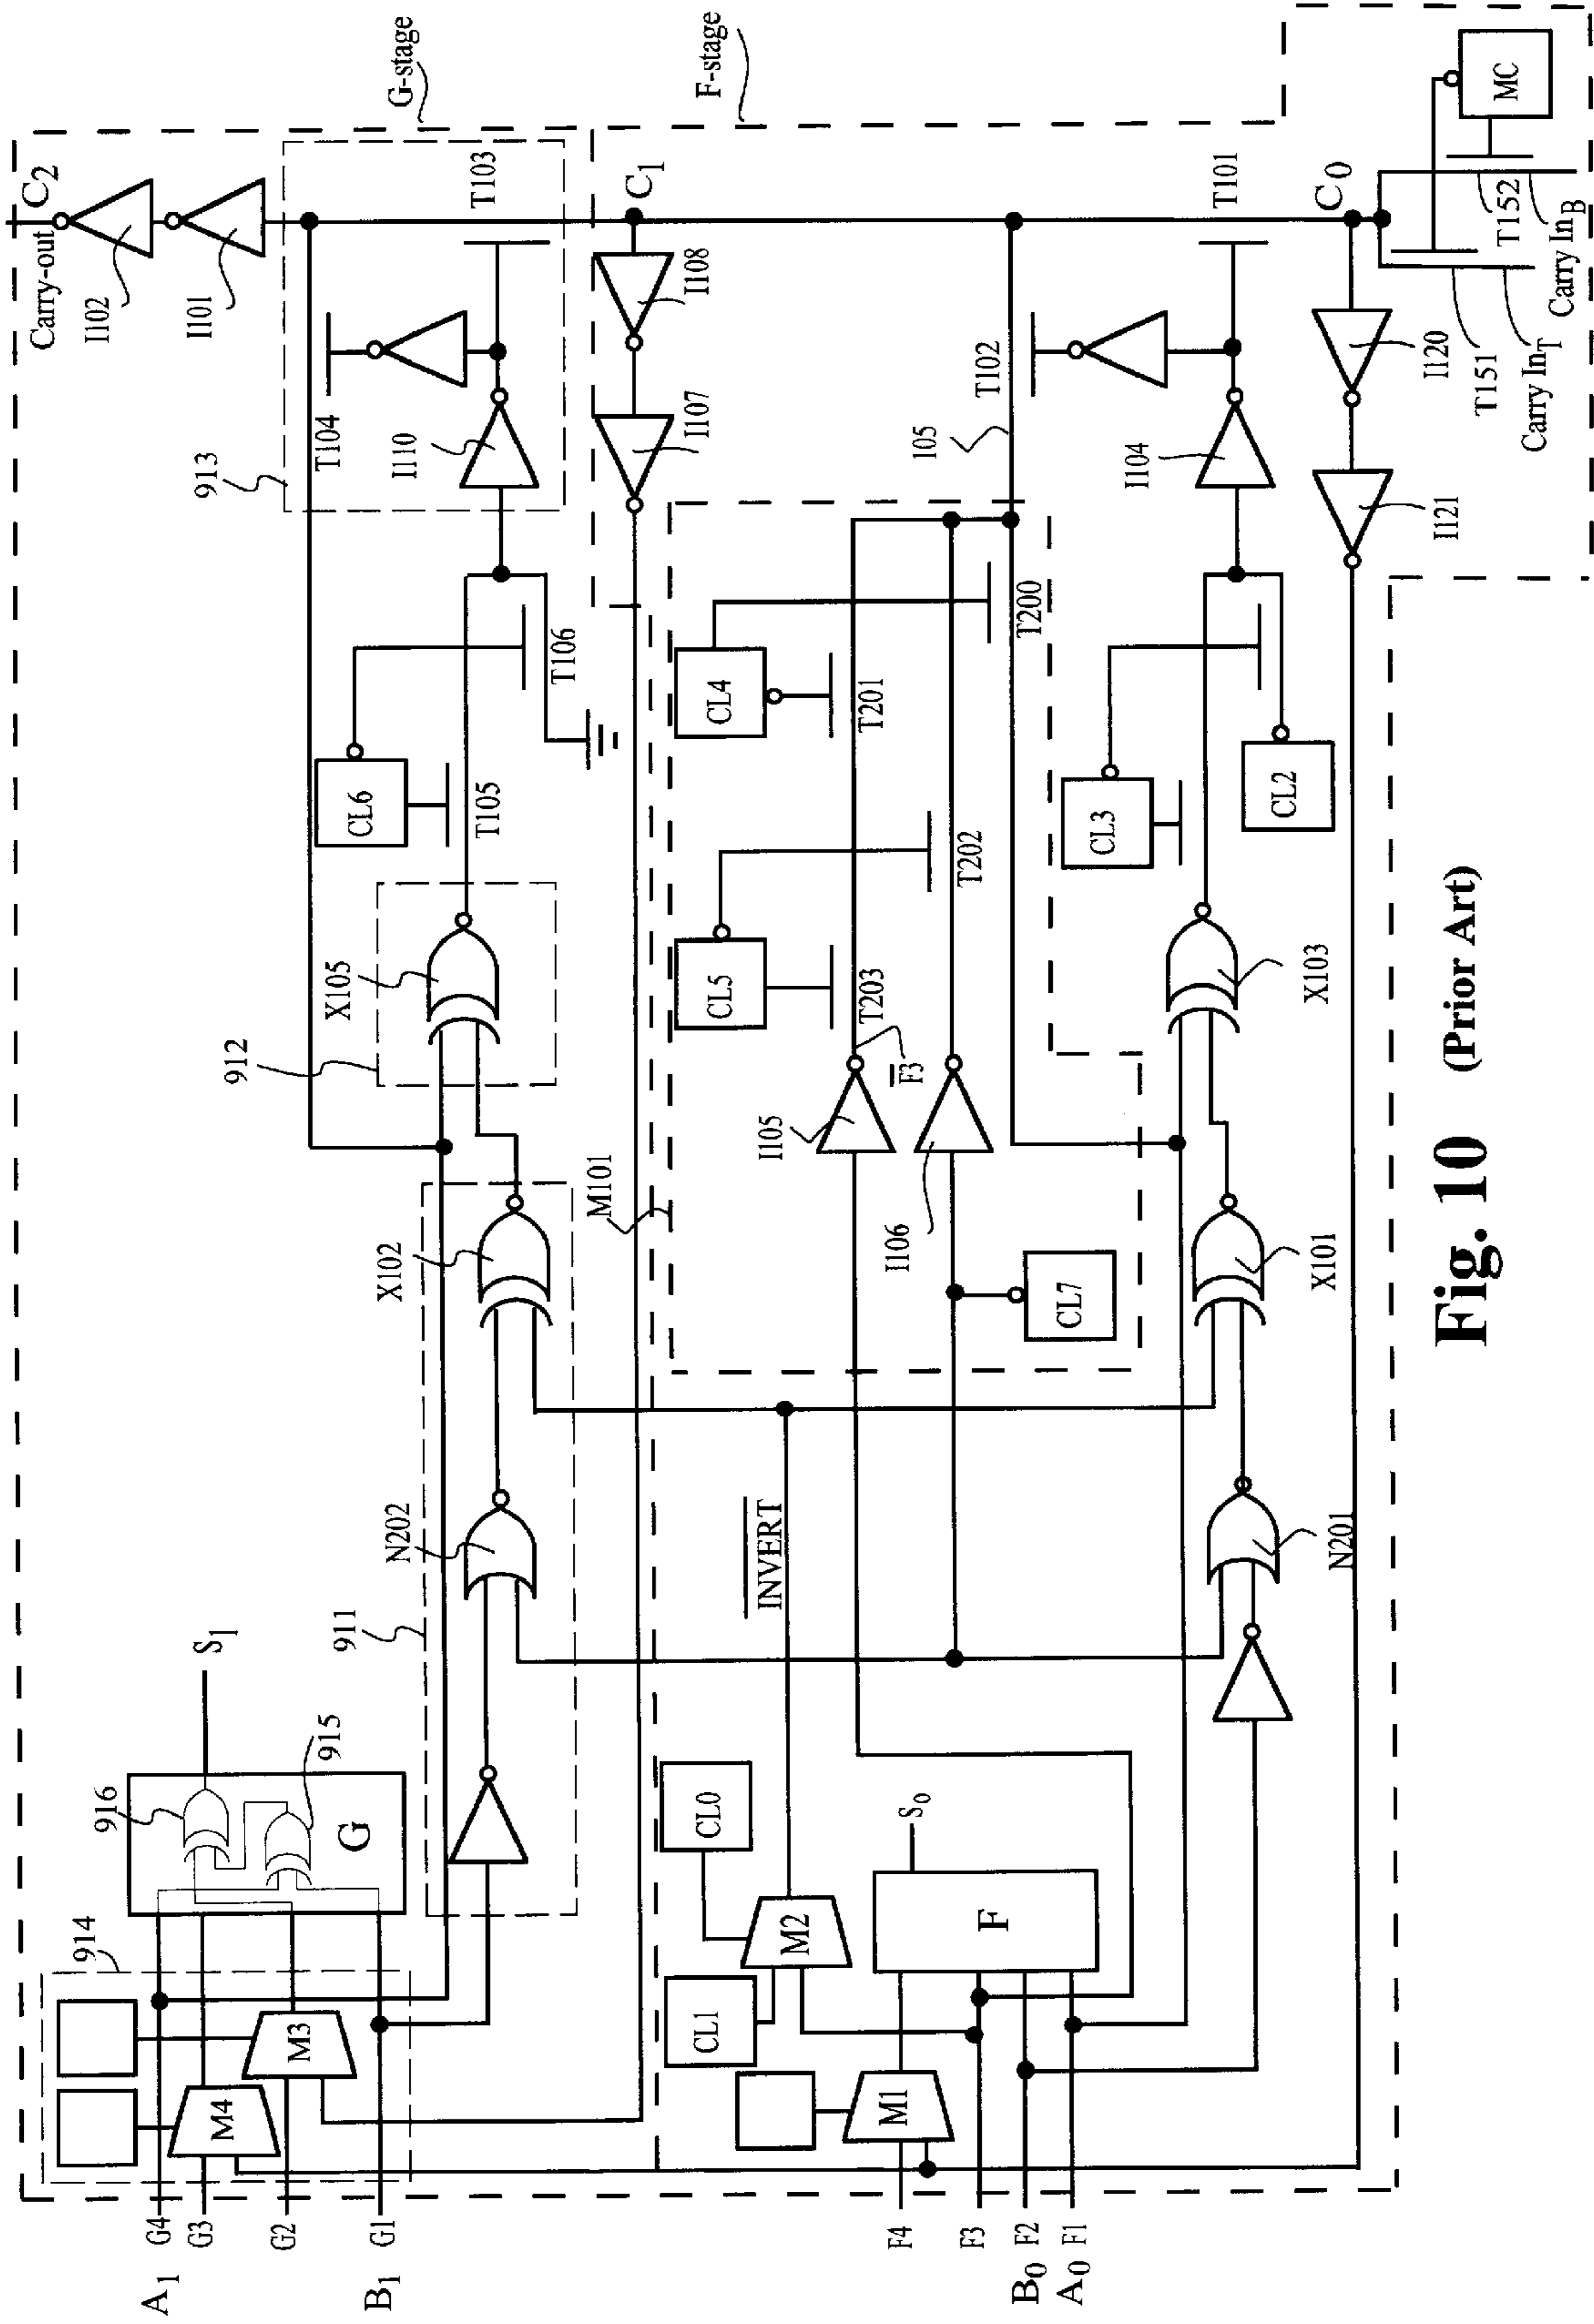 Carry-out
C2
G-stage
F-stage
I102
I101
T103
T104
I110
913
C1
I108
I107
T102
T101
105
I104
C0
I120
I121
MC
T152
T151
Carry InB
Carry InT
CL6
T105
T106
X105
912
CL4
T201
T200
CL5
T203
T202
F3
I105
I106
M101
CL7
CL3
CL2
X103
X101
X102
N202
911
INVERT
N201
S1
916
915
G
914
M3
M4
CL0
CL1
M2
S0
F
M1
A1 G4
G3
G2
B1 G1
F4
F3
B0 F2
A0 F1
Fig. 10 (Prior Art)